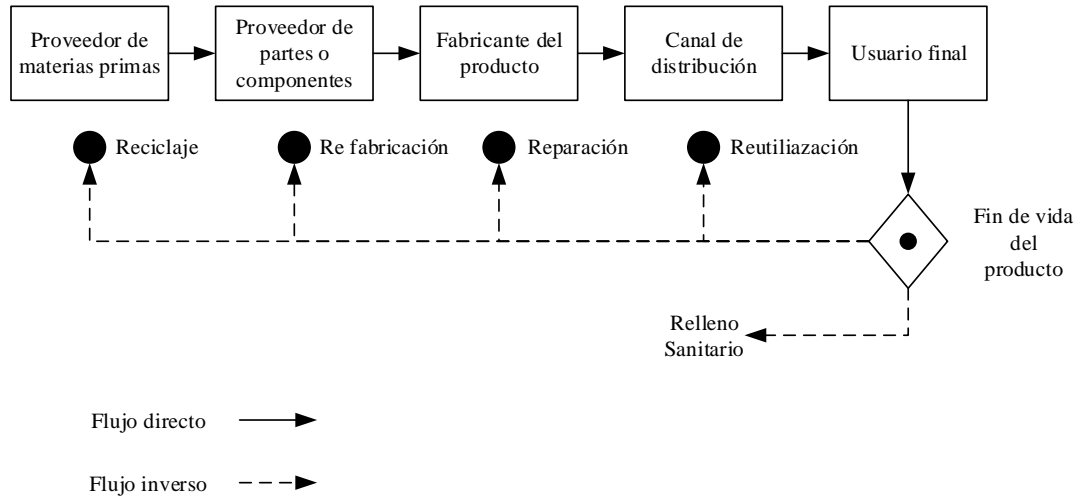 Proveedor de
materias primas
Proveedor de
partes o
componentes
Fabricante del
producto
Canal de
distribución
Usuario final
Reciclaje
Re fabricación
Reparación
Reutiliazación
Fin de vida
del
producto
Relleno
Sanitario
Flujo directo
Flujo inverso